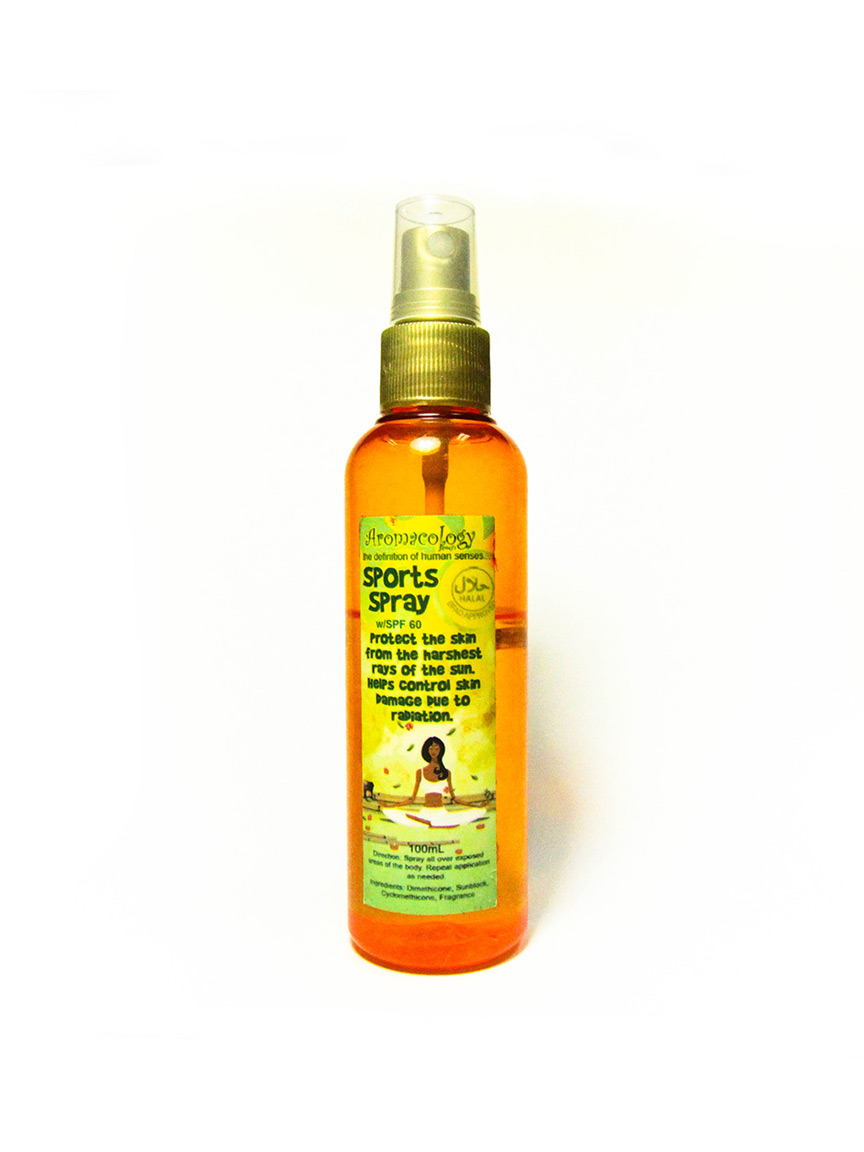 Aromacology
the definition of human senses...
SPORTS
SPRAY
حلال
HALAL
w/SPF 60
Protect the skin
from the harshest
rays of the sun.
Helps control skin
damage due to
radiation.
100mL
Direction: Spray all over exposed
areas of the body. Repeat application
as needed.
Ingredients: Dimethicone, Sunblock,
Cyclomethicone, Fragrance